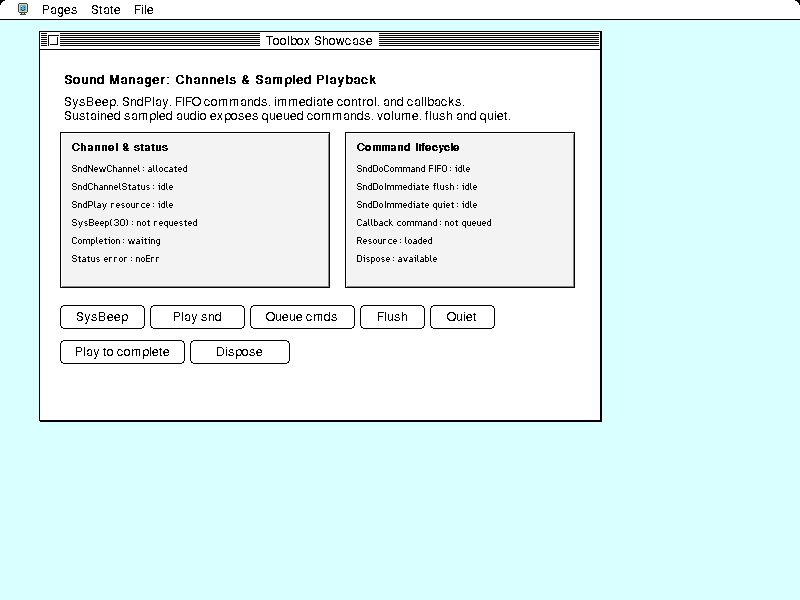 Pages State File
Toolbox Showcase
Sound Manager: Channels & Sampled Playback
SysBeep. SndPlay. FIFO commands. immediate control. and callbacks.
Sustained sampled audio exposes queued commands. volume. flush and quiet.
Channel & status
SndNewChannel: allocated
SndChannelStatus: idle
SndPlay resource: idle
SysBeep(30): not requested
Completion: waiting
Status error: noErr
Command lifecycle
SndDoCommand FIFO: idle
SndDoImmediate flush: idle
SndDoImmediate quiet: idle
Callback command: not queued
Resource: loaded
Dispose: available
SysBeep Play snd Queue cmds Flush Quiet
Play to complete Dispose